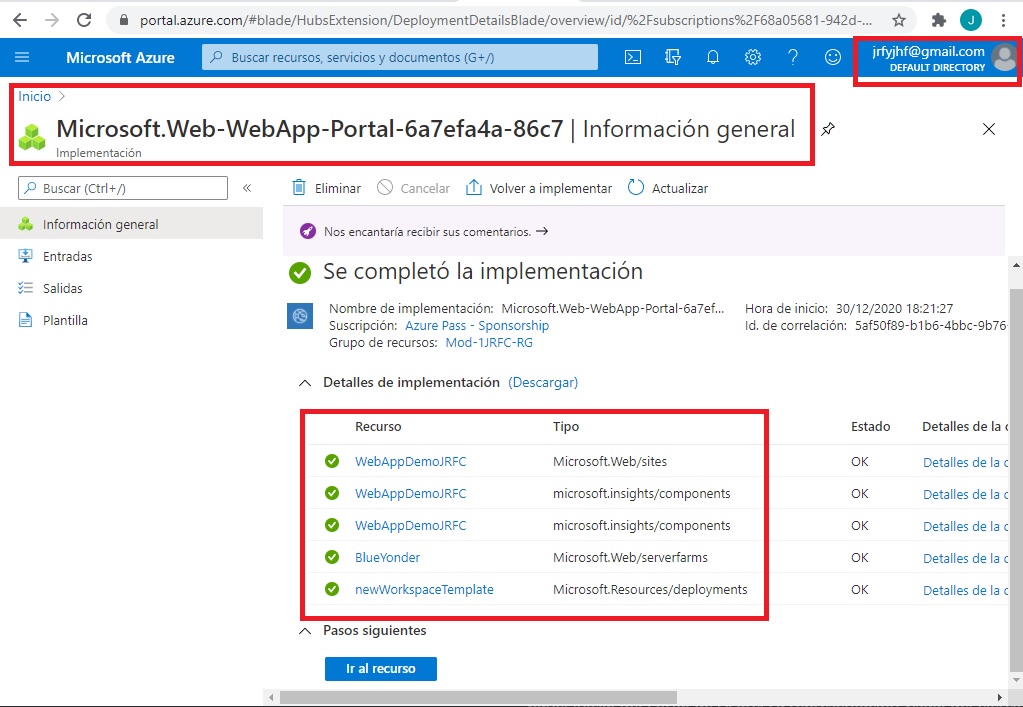 portal.azure.com/#blade/HubsExtension/DeploymentDetailsBlade/overview/id/%2Fsubscriptions%2F68a05681-942d-...
J
Microsoft Azure
Buscar recursos, servicios y documentos (G+/)
jrfyjhf@gmail.com
DEFAULT DIRECTORY
Inicio >
Microsoft.Web-WebApp-Portal-6a7efa4a-86c7 | Información general
Implementación
Buscar (Ctrl+/)
«
Eliminar
Cancelar
Volver a implementar
Actualizar
Información general
Entradas
Salidas
Plantilla
Nos encantaría recibir sus comentarios. →
Se completó la implementación
Nombre de implementación: Microsoft.Web-WebApp-Portal-6a7ef...
Hora de inicio: 30/12/2020 18:21:27
Suscripción: Azure Pass - Sponsorship
Id. de correlación: 5af50f89-b1b6-4bbc-9b76-
Grupo de recursos: Mod-1JRFC-RG
Detalles de implementación (Descargar)
Recurso Tipo Estado Detalles de la c
WebAppDemoJRFC Microsoft.Web/sites OK Detalles de la c
WebAppDemoJRFC microsoft.insights/components OK Detalles de la c
WebAppDemoJRFC microsoft.insights/components OK Detalles de la c
BlueYonder Microsoft.Web/serverfarms OK Detalles de la c
newWorkspaceTemplate Microsoft.Resources/deployments OK Detalles de la c
Pasos siguientes
Ir al recurso